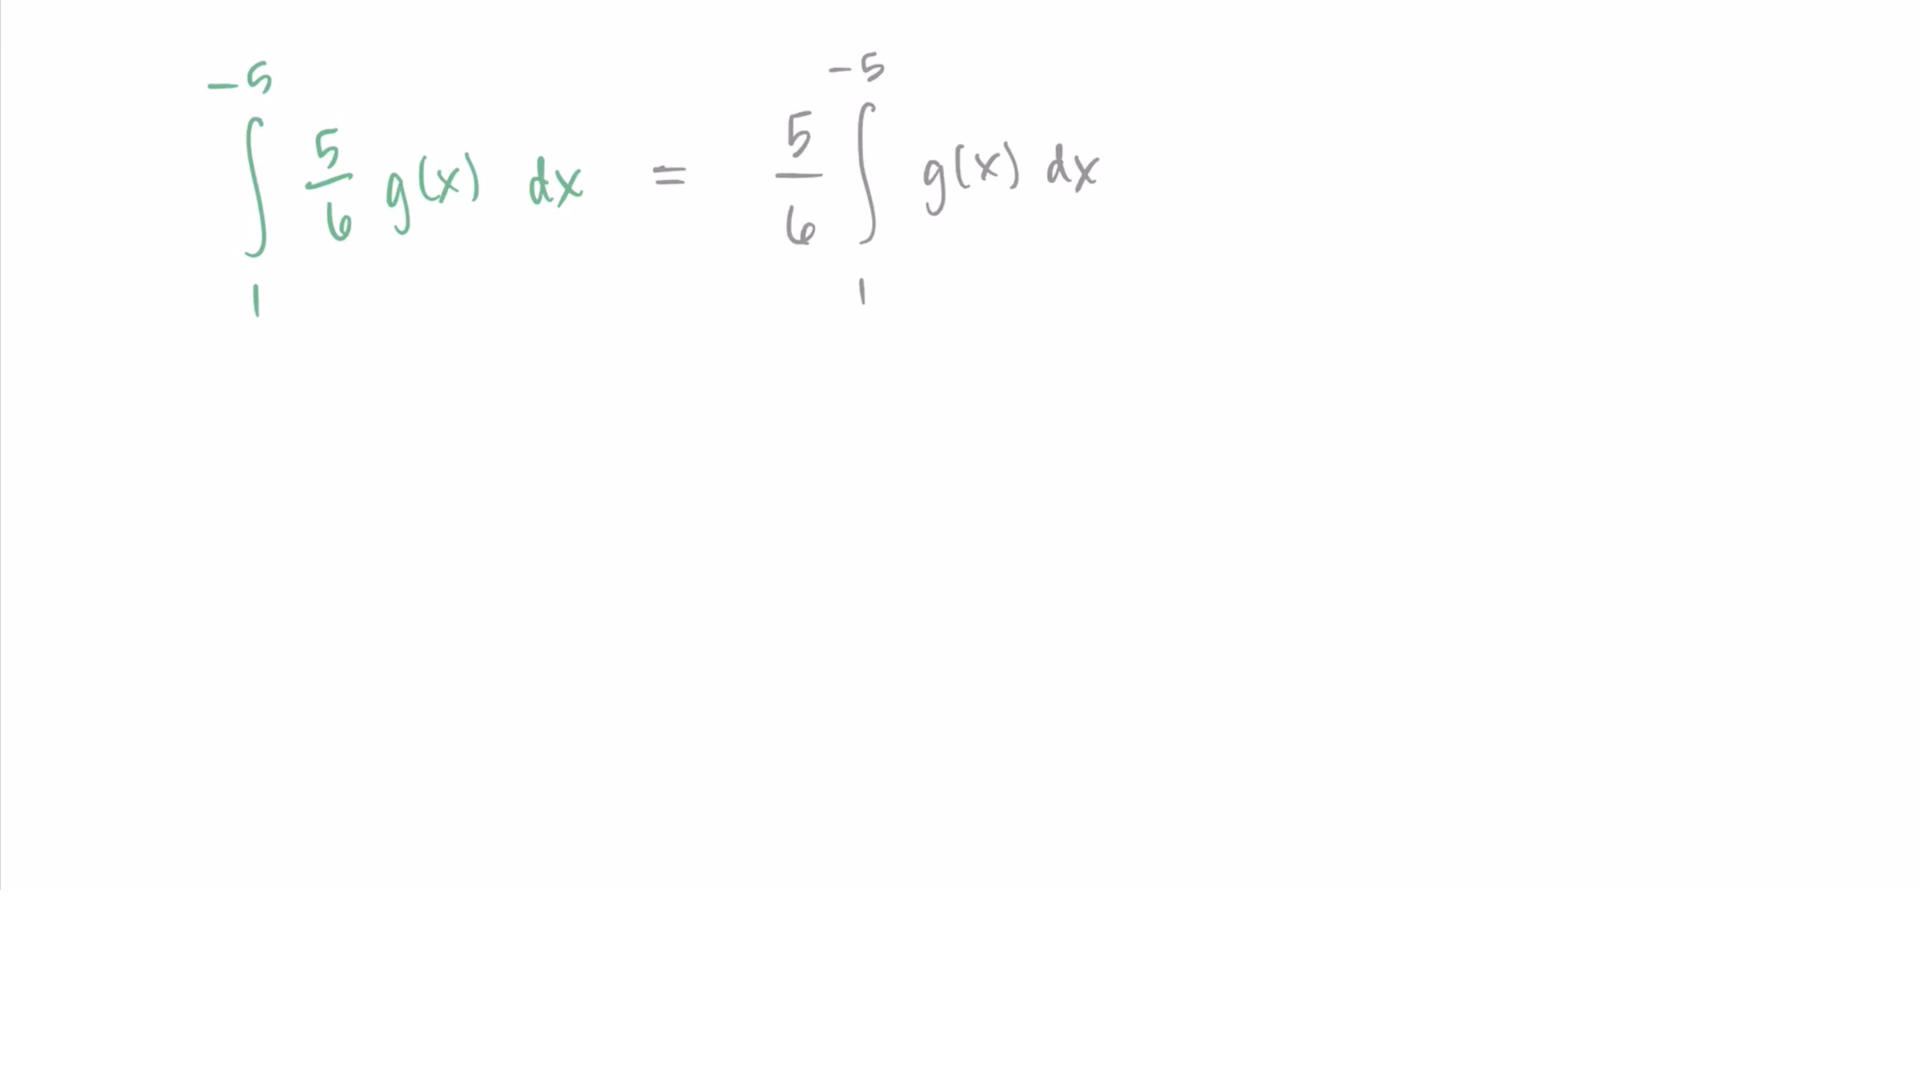 ∫₁⁻⁵ 5/6 g(x) dx = 5/6 ∫₁⁻⁵ g(x) dx